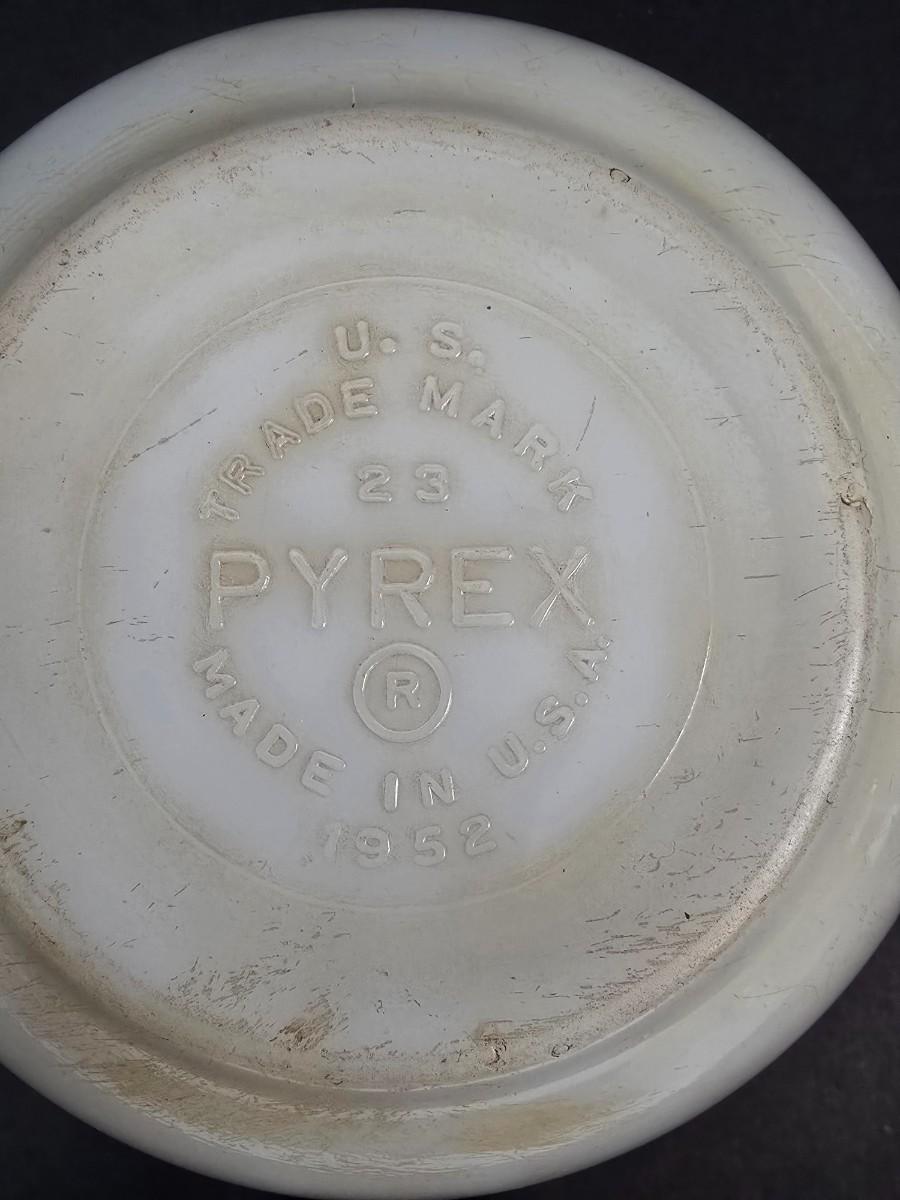 U. S.
TRADE MARK
23
PYREX
®
MADE IN U.S.A.
1952